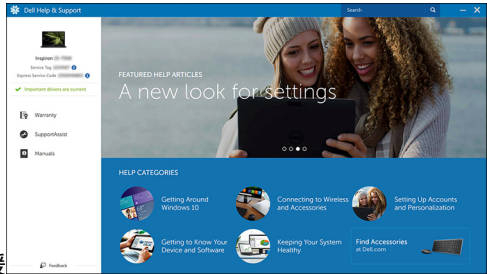 Dell Help & Support
Search
Inspiron
Service Tag
Express Service Code
Important drivers are current
Warranty
SupportAssist
Manuals
Feedback
FEATURED HELP ARTICLES
A new look for settings
HELP CATEGORIES
Getting Around
Windows 10
Connecting to Wireless
and Accessories
Setting Up Accounts
and Personalization
Getting to Know Your
Device and Software
Keeping Your System
Healthy
Find Accessories
at Dell.com